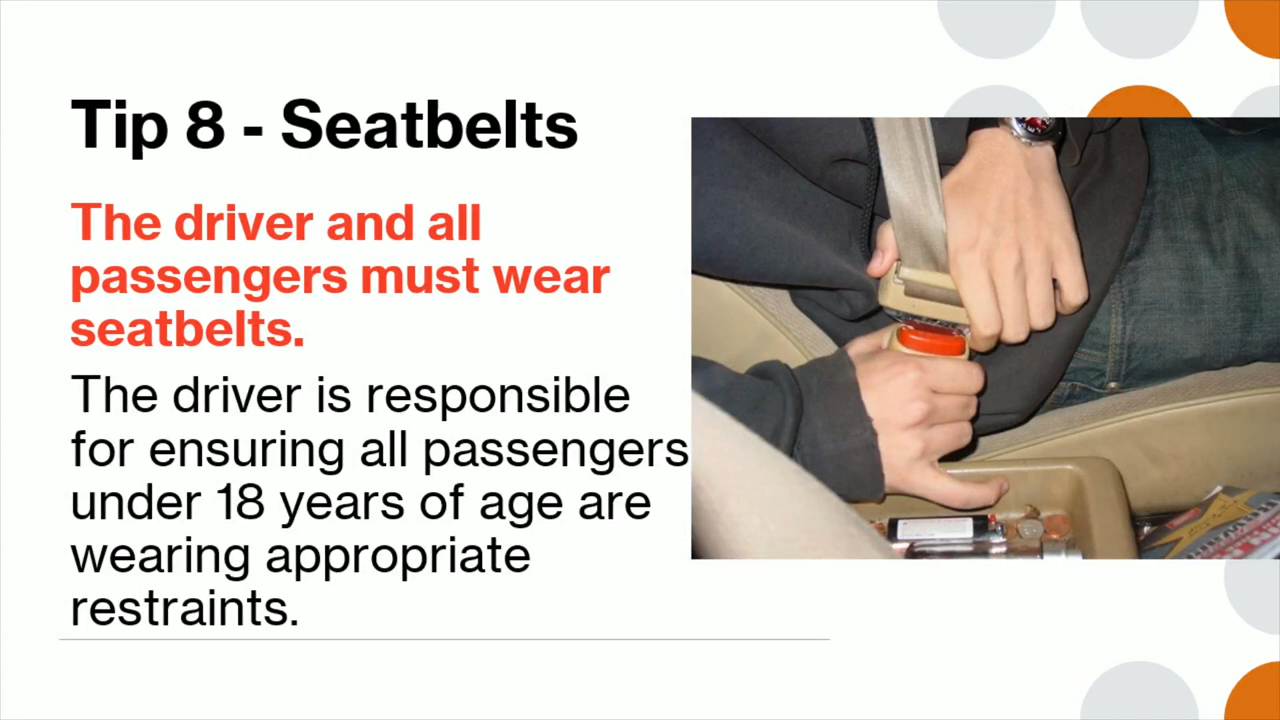 Tip 8 - Seatbelts
The driver and all
passengers must wear
seatbelts.
The driver is responsible
for ensuring all passengers
under 18 years of age are
wearing appropriate
restraints.